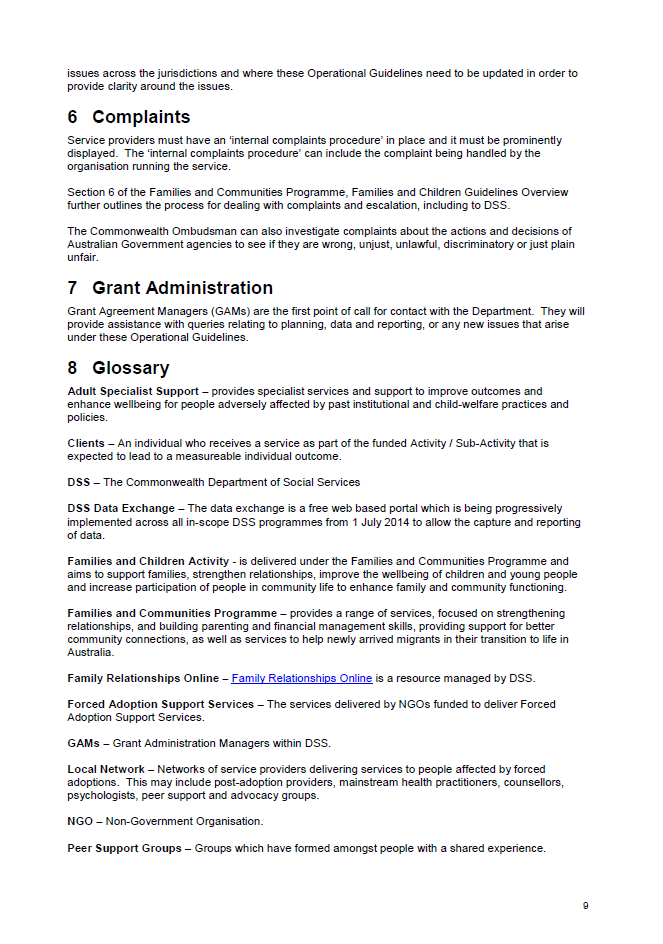 issues across the jurisdictions and where these Operational Guidelines need to be updated in order to
provide clarity around the issues.
6 Complaints
Service providers must have an ‘internal complaints procedure’ in place and it must be prominently
displayed. The ‘internal complaints procedure’ can include the complaint being handled by the
organisation running the service.
Section 6 of the Families and Communities Programme, Families and Children Guidelines Overview
further outlines the process for dealing with complaints and escalation, including to DSS.
The Commonwealth Ombudsman can also investigate complaints about the actions and decisions of
Australian Government agencies to see if they are wrong, unjust, unlawful, discriminatory or just plain
unfair.
7 Grant Administration
Grant Agreement Managers (GAMs) are the first point of call for contact with the Department. They will
provide assistance with queries relating to planning, data and reporting, or any new issues that arise
under these Operational Guidelines.
8 Glossary
Adult Specialist Support – provides specialist services and support to improve outcomes and
enhance wellbeing for people adversely affected by past institutional and child-welfare practices and
policies.
Clients – An individual who receives a service as part of the funded Activity / Sub-Activity that is
expected to lead to a measureable individual outcome.
DSS – The Commonwealth Department of Social Services
DSS Data Exchange – The data exchange is a free web based portal which is being progressively
implemented across all in-scope DSS programmes from 1 July 2014 to allow the capture and reporting
of data.
Families and Children Activity - is delivered under the Families and Communities Programme and
aims to support families, strengthen relationships, improve the wellbeing of children and young people
and increase participation of people in community life to enhance family and community functioning.
Families and Communities Programme – provides a range of services, focused on strengthening
relationships, and building parenting and financial management skills, providing support for better
community connections, as well as services to help newly arrived migrants in their transition to life in
Australia.
Family Relationships Online – Family Relationships Online is a resource managed by DSS.
Forced Adoption Support Services – The services delivered by NGOs funded to deliver Forced
Adoption Support Services.
GAMs – Grant Administration Managers within DSS.
Local Network – Networks of service providers delivering services to people affected by forced
adoptions. This may include post-adoption providers, mainstream health practitioners, counsellors,
psychologists, peer support and advocacy groups.
NGO – Non-Government Organisation.
Peer Support Groups – Groups which have formed amongst people with a shared experience.
9